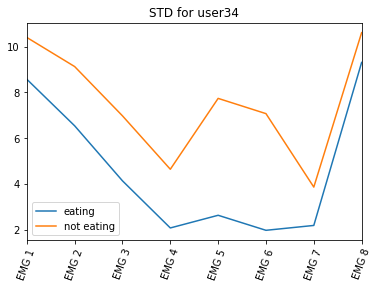 STD for user34
10
8
6
4
2
eating
not eating
EMG 1
EMG 2
EMG 3
EMG 4
EMG 5
EMG 6
EMG 7
EMG 8